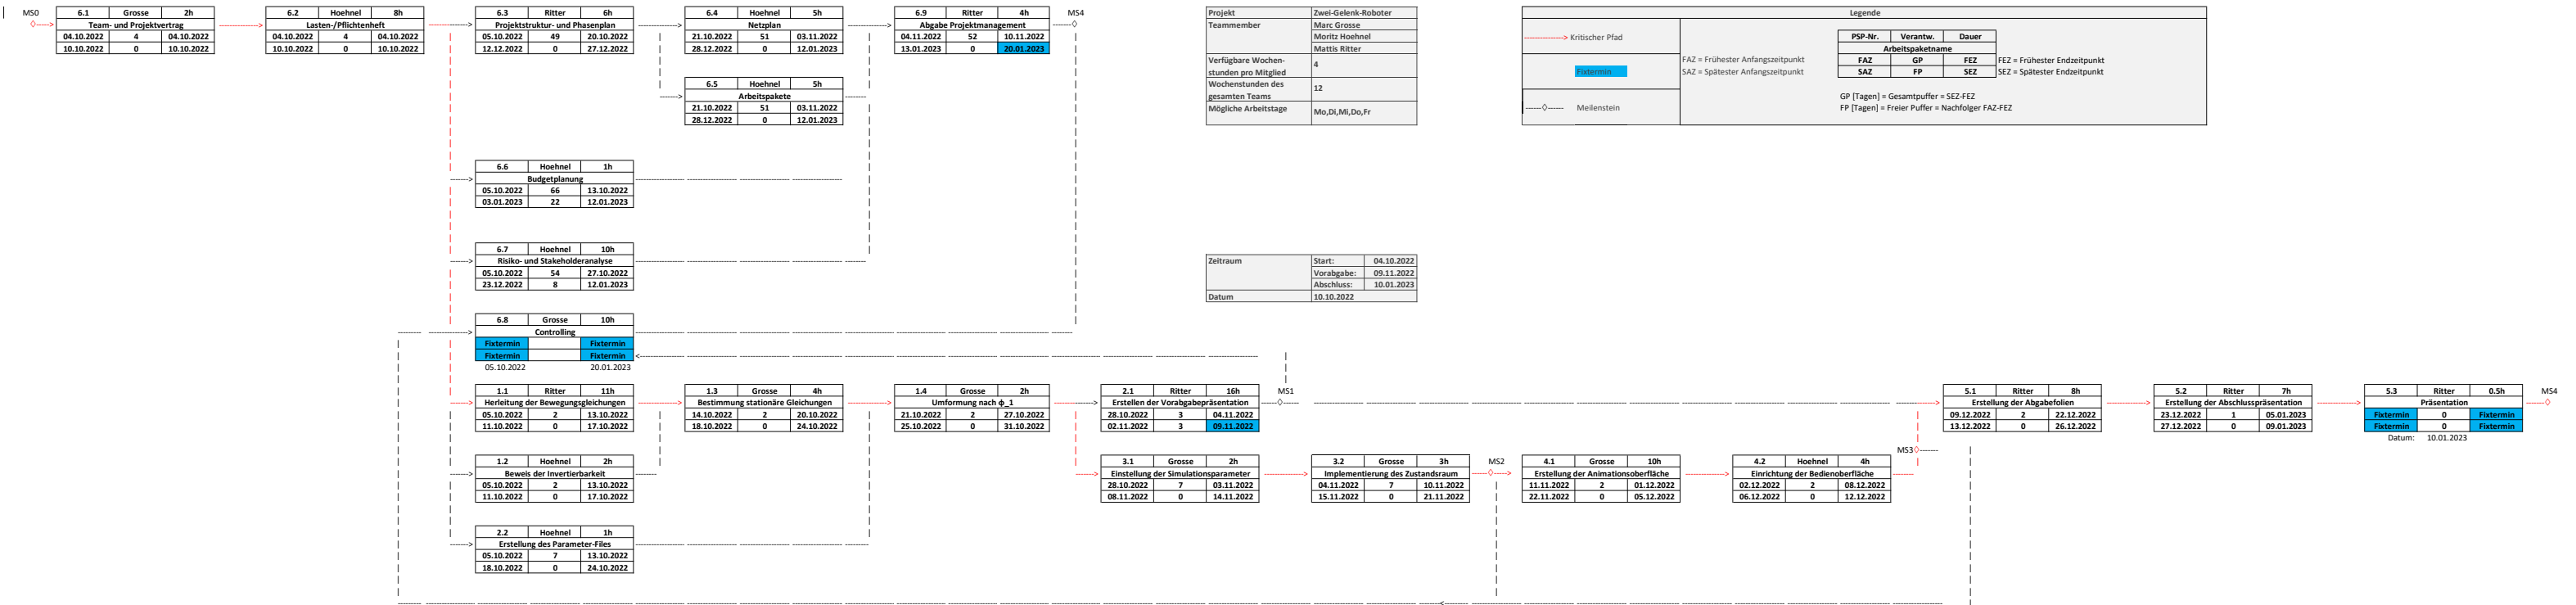 MS0
6.1 Grosse 2h
Team- und Projektvertrag
04.10.2022 4 04.10.2022
10.10.2022 0 10.10.2022
6.2 Hoehnel 8h
Lasten-/Pflichtenheft
04.10.2022 4 04.10.2022
10.10.2022 0 10.10.2022
6.3 Ritter 6h
Projektstruktur- und Phasenplan
05.10.2022 49 20.10.2022
12.12.2022 0 27.12.2022
6.4 Hoehnel 5h
Netzplan
21.10.2022 51 03.11.2022
28.12.2022 0 12.01.2023
6.9 Ritter 4h
Abgabe Projektmanagement
04.11.2022 52 10.11.2022
13.01.2023 0 20.01.2023
MS4
6.5 Hoehnel 5h
Arbeitspakete
21.10.2022 51 03.11.2022
28.12.2022 0 12.01.2023
Projekt Zwei-Gelenk-Roboter
Teammember Marc Grosse
Moritz Hoehnel
Mattis Ritter
Verfügbare Wochen-
stunden pro Mitglied 4
Wochenstunden des
gesamten Teams 12
Mögliche Arbeitstage Mo,Di,Mi,Do,Fr
Legende
Kritischer Pfad
Fixtermin
Meilenstein
FAZ = Frühester Anfangszeitpunkt
SAZ = Spätester Anfangszeitpunkt
PSP-Nr. Verantw. Dauer
Arbeitspaketname
FAZ GP FEZ
SAZ FP SEZ
FEZ = Frühester Endzeitpunkt
SEZ = Spätester Endzeitpunkt
GP [Tagen] = Gesamtpuffer = SEZ-FEZ
FP [Tagen] = Freier Puffer = Nachfolger FAZ-FEZ
6.6 Hoehnel 1h
Budgetplanung
05.10.2022 66 13.10.2022
03.01.2023 22 12.01.2023
6.7 Hoehnel 10h
Risiko- und Stakeholderanalyse
05.10.2022 54 27.10.2022
23.12.2022 8 12.01.2023
Zeitraum Start: 04.10.2022
Vorabgabe: 09.11.2022
Abschluss: 10.01.2023
Datum 10.10.2022
6.8 Grosse 10h
Controlling
Fixtermin Fixtermin
Fixtermin Fixtermin
05.10.2022 20.01.2023
1.1 Ritter 11h
Herleitung der Bewegungsgleichungen
05.10.2022 2 13.10.2022
11.10.2022 0 17.10.2022
1.3 Grosse 4h
Bestimmung stationäre Gleichungen
14.10.2022 2 20.10.2022
18.10.2022 0 24.10.2022
1.4 Grosse 2h
Umformung nach ϕ_1
21.10.2022 2 27.10.2022
25.10.2022 0 31.10.2022
2.1 Ritter 16h
Erstellen der Vorabgabepräsentation
28.10.2022 3 04.11.2022
02.11.2022 3 09.11.2022
MS1
5.1 Ritter 8h
Erstellung der Abgabefolien
09.12.2022 2 22.12.2022
13.12.2022 0 26.12.2022
5.2 Ritter 7h
Erstellung der Abschlusspräsentation
23.12.2022 1 05.01.2023
27.12.2022 0 09.01.2023
5.3 Ritter 0.5h
Präsentation
Fixtermin 0 Fixtermin
Fixtermin 0 Fixtermin
Datum: 10.01.2023
MS4
1.2 Hoehnel 2h
Beweis der Invertierbarkeit
05.10.2022 2 13.10.2022
11.10.2022 0 17.10.2022
3.1 Grosse 2h
Einstellung der Simulationsparameter
28.10.2022 7 03.11.2022
08.11.2022 0 14.11.2022
3.2 Grosse 3h
Implementierung des Zustandsraum
04.11.2022 7 10.11.2022
15.11.2022 0 21.11.2022
MS2
4.1 Grosse 10h
Erstellung der Animationsoberfläche
11.11.2022 2 01.12.2022
22.11.2022 0 05.12.2022
4.2 Hoehnel 4h
Einrichtung der Bedienoberfläche
02.12.2022 2 08.12.2022
06.12.2022 0 12.12.2022
MS3
2.2 Hoehnel 1h
Erstellung des Parameter-Files
05.10.2022 7 13.10.2022
18.10.2022 0 24.10.2022